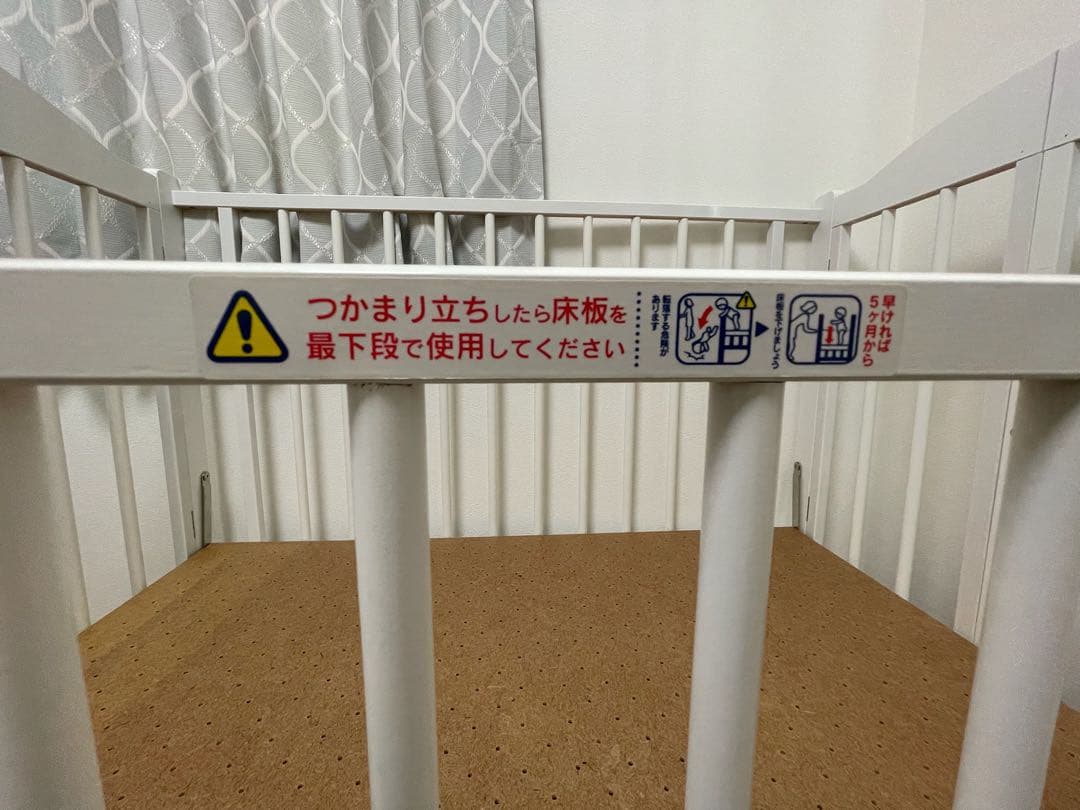 つかまり立ちしたら床板を
最下段で使用してください
転落する危険が
あります
床板を下げましょう
早ければ
5ヶ月から